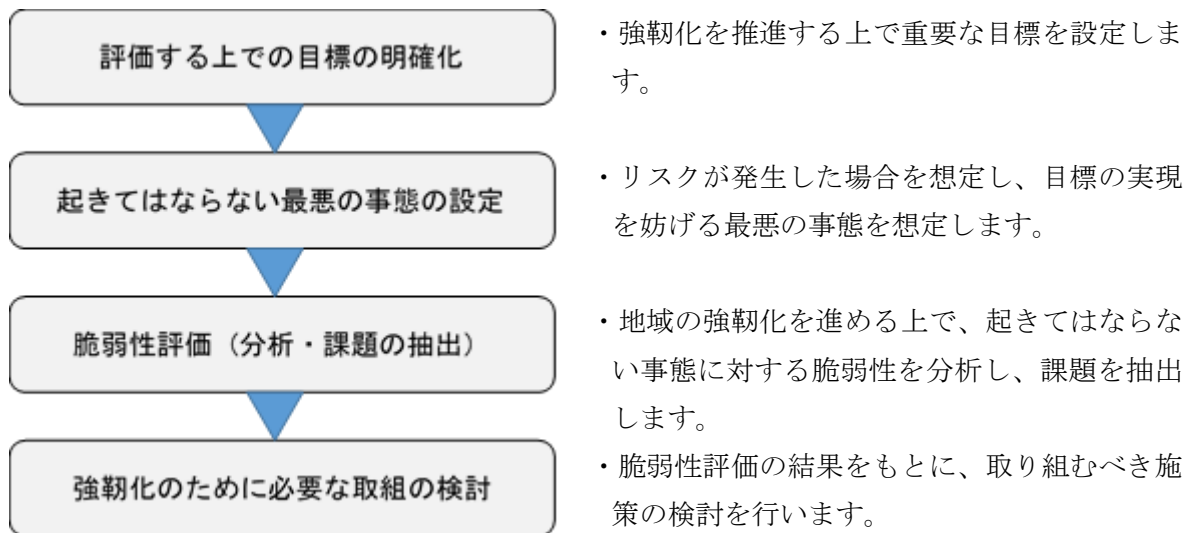 評価する上での目標の明確化
・強靱化を推進する上で重要な目標を設定しま
す。
起きてはならない最悪の事態の設定
・リスクが発生した場合を想定し、目標の実現
を妨げる最悪の事態を想定します。
脆弱性評価（分析・課題の抽出）
・地域の強靱化を進める上で、起きてはならな
い事態に対する脆弱性を分析し、課題を抽出
します。
強靱化のために必要な取組の検討
・脆弱性評価の結果をもとに、取り組むべき施
策の検討を行います。